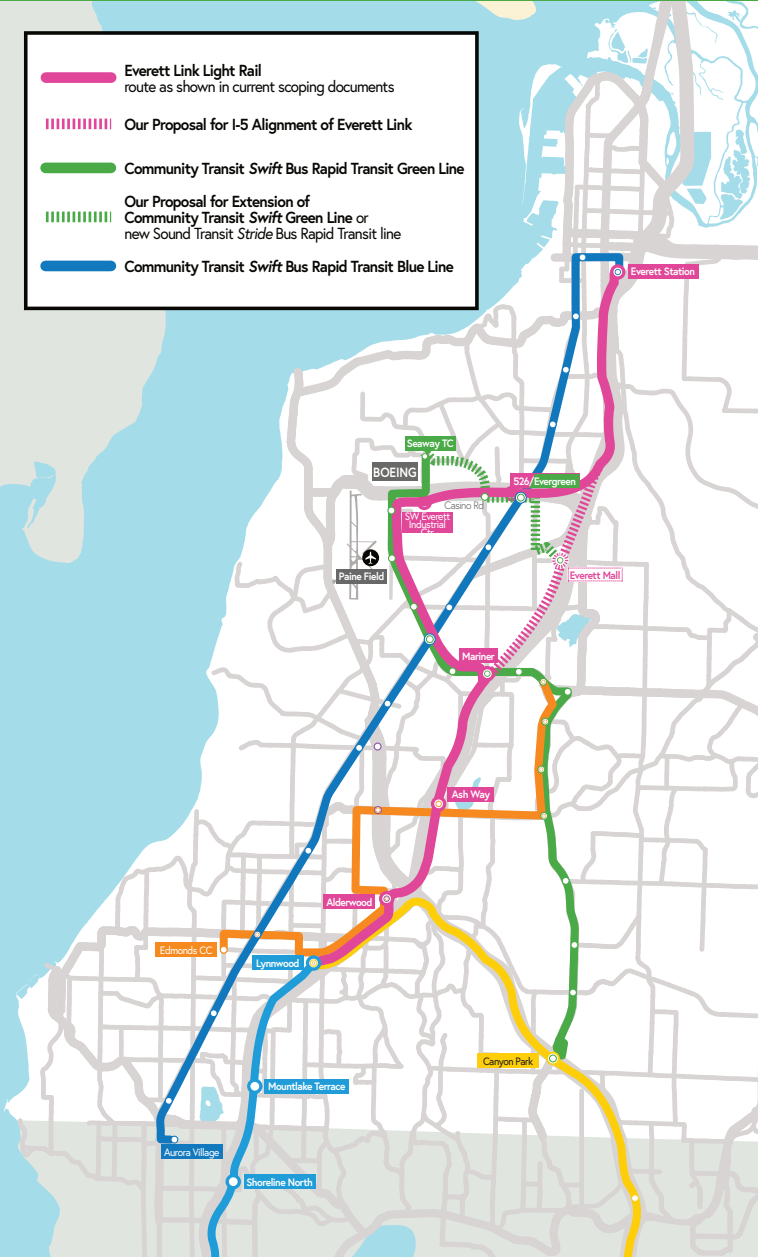 Everett Link Light Rail
route as shown in current scoping documents
Our Proposal for I-5 Alignment of Everett Link
Community Transit Swift Bus Rapid Transit Green Line
Our Proposal for Extension of
Community Transit Swift Green Line or
new Sound Transit Stride Bus Rapid Transit line
Community Transit Swift Bus Rapid Transit Blue Line
Everett Station
Seaway TC
BOEING
526/Evergreen
Casino Rd
SW Everett
Industrial
Ctr
Paine Field
Everett Mall
Mariner
Ash Way
Alderwood
Edmonds CC
Lynnwood
Canyon Park
Mountlake Terrace
Aurora Village
Shoreline North